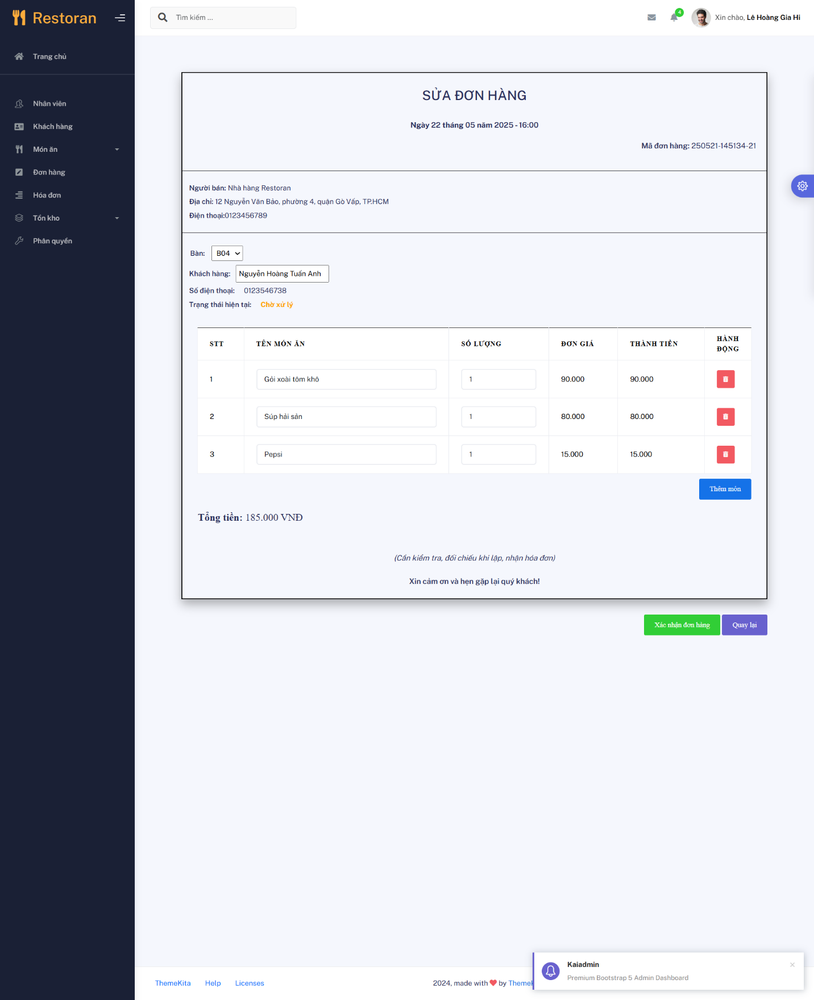 Restoran
Tìm kiếm ...
4
Xin chào, Lê Hoàng Gia Hi
Trang chủ
Nhân viên
Khách hàng
Món ăn
Đơn hàng
Hóa đơn
Tồn kho
Phân quyền
SỬA ĐƠN HÀNG
Ngày 22 tháng 05 năm 2025 - 16:00
Mã đơn hàng: 250521-145134-21
Người bán: Nhà hàng Restoran
Địa chỉ: 12 Nguyễn Văn Bảo, phường 4, quận Gò Vấp, TP.HCM
Điện thoại:0123456789
Bàn: B04
Khách hàng: Nguyễn Hoàng Tuấn Anh
Số điện thoại: 0123546738
Trạng thái hiện tại: Chờ xử lý
STT TÊN MÓN ĂN SỐ LƯỢNG ĐƠN GIÁ THÀNH TIỀN HÀNH ĐỘNG
1 Gỏi xoài tôm khô 1 90.000 90.000
2 Súp hải sản 1 80.000 80.000
3 Pepsi 1 15.000 15.000
Thêm món
Tổng tiền: 185.000 VNĐ
(Cần kiểm tra, đối chiếu khi lập, nhận hóa đơn)
Xin cảm ơn và hẹn gặp lại quý khách!
Xác nhận đơn hàng Quay lại
Kaiadmin
Premium Bootstrap 5 Admin Dashboard
ThemeKita Help Licenses
2024, made with by Theme